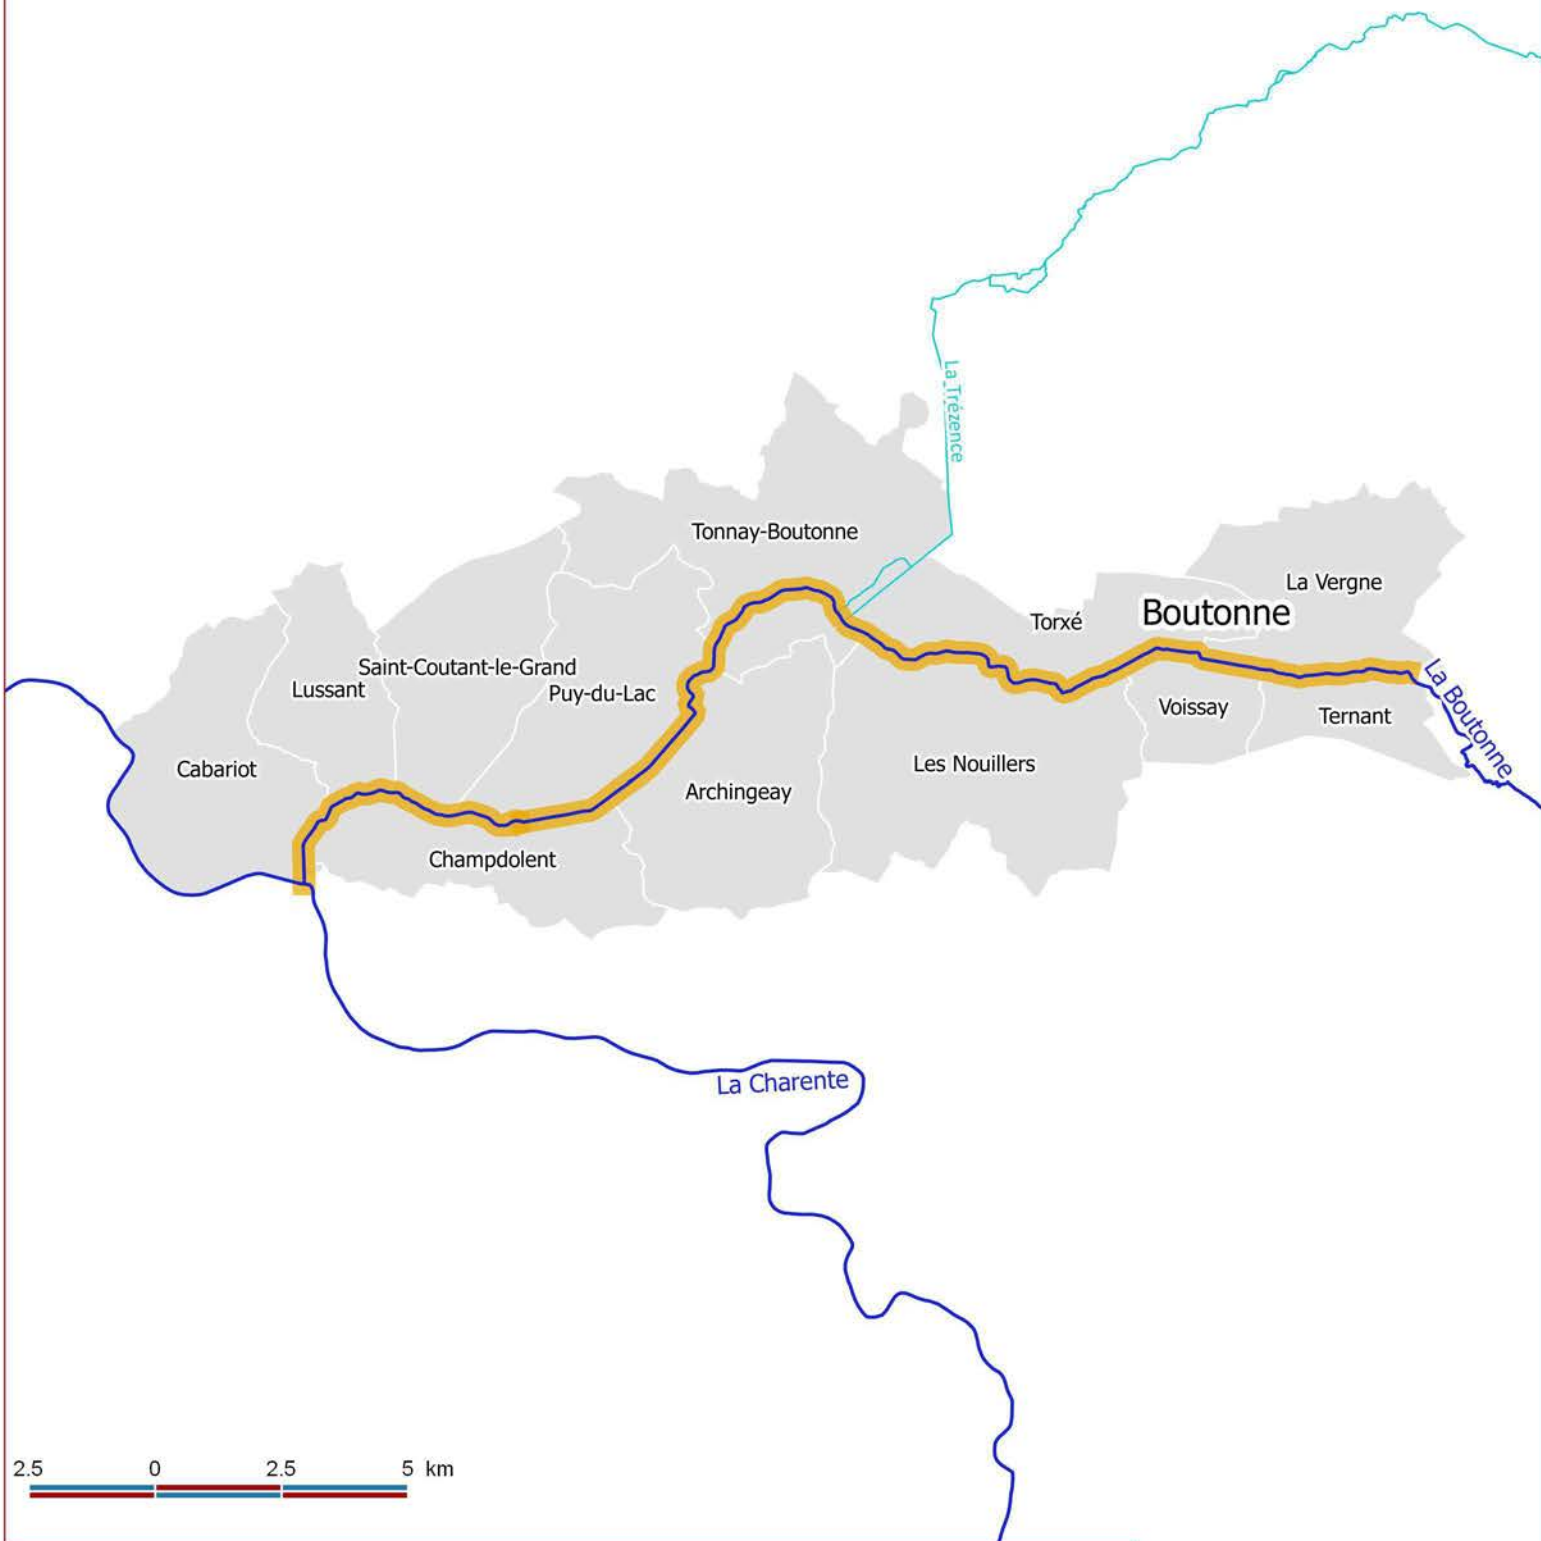 La Trézence
Tonnay-Boutonne
La Vergne
Boutonne
Torxé
Saint-Coutant-le-Grand
Lussant
Puy-du-Lac
La Boutonne
Voissay
Ternant
Cabariot
Les Nouillers
Archingeay
Champdolent
La Charente
2.5 0 2.5 5 km